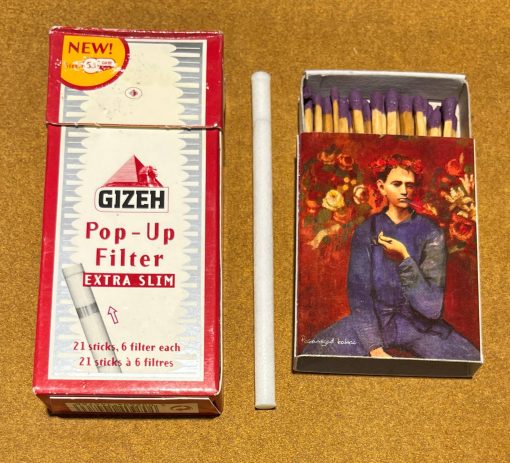 NEW!
GIZEH
Pop-Up
Filter
EXTRA SLIM
21 sticks, 6 filter each
21 sticks à 6 filtres